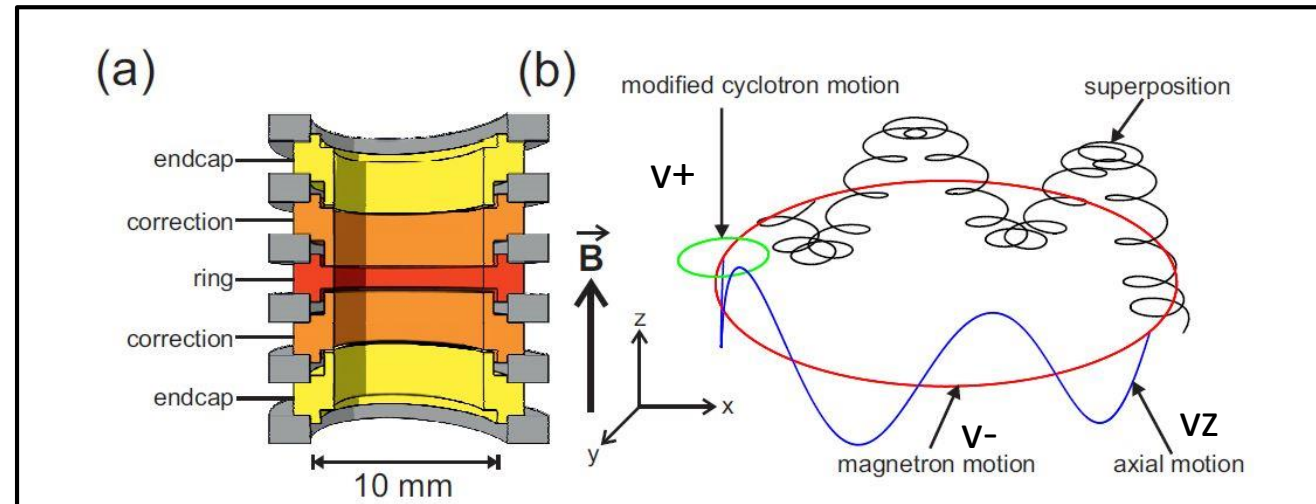 (a)
endcap
correction
ring
correction
endcap
10 mm
B
z
x
y
(b)
modified cyclotron motion
superposition
v+
v-
magnetron motion
vz
axial motion